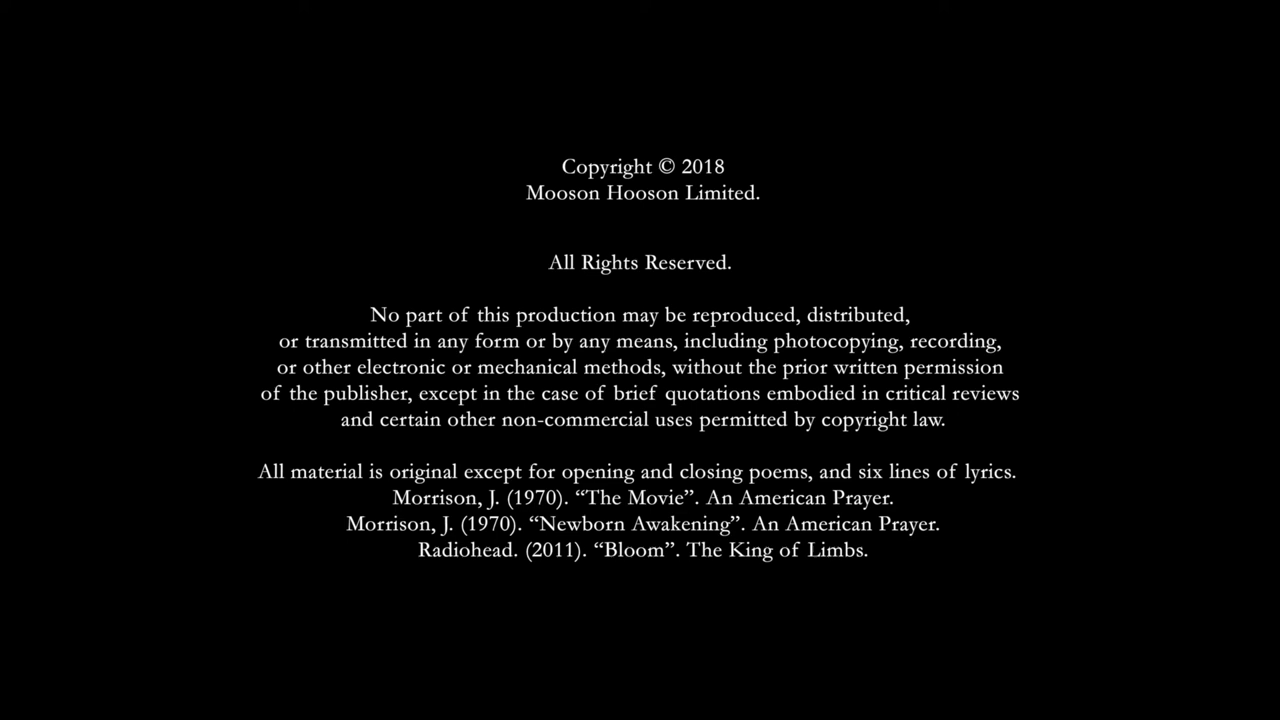 Copyright © 2018
Mooson Hooson Limited.
All Rights Reserved.
No part of this production may be reproduced, distributed,
or transmitted in any form or by any means, including photocopying, recording,
or other electronic or mechanical methods, without the prior written permission
of the publisher, except in the case of brief quotations embodied in critical reviews
and certain other non-commercial uses permitted by copyright law.
All material is original except for opening and closing poems, and six lines of lyrics.
Morrison, J. (1970). “The Movie”. An American Prayer.
Morrison, J. (1970). “Newborn Awakening”. An American Prayer.
Radiohead. (2011). “Bloom”. The King of Limbs.